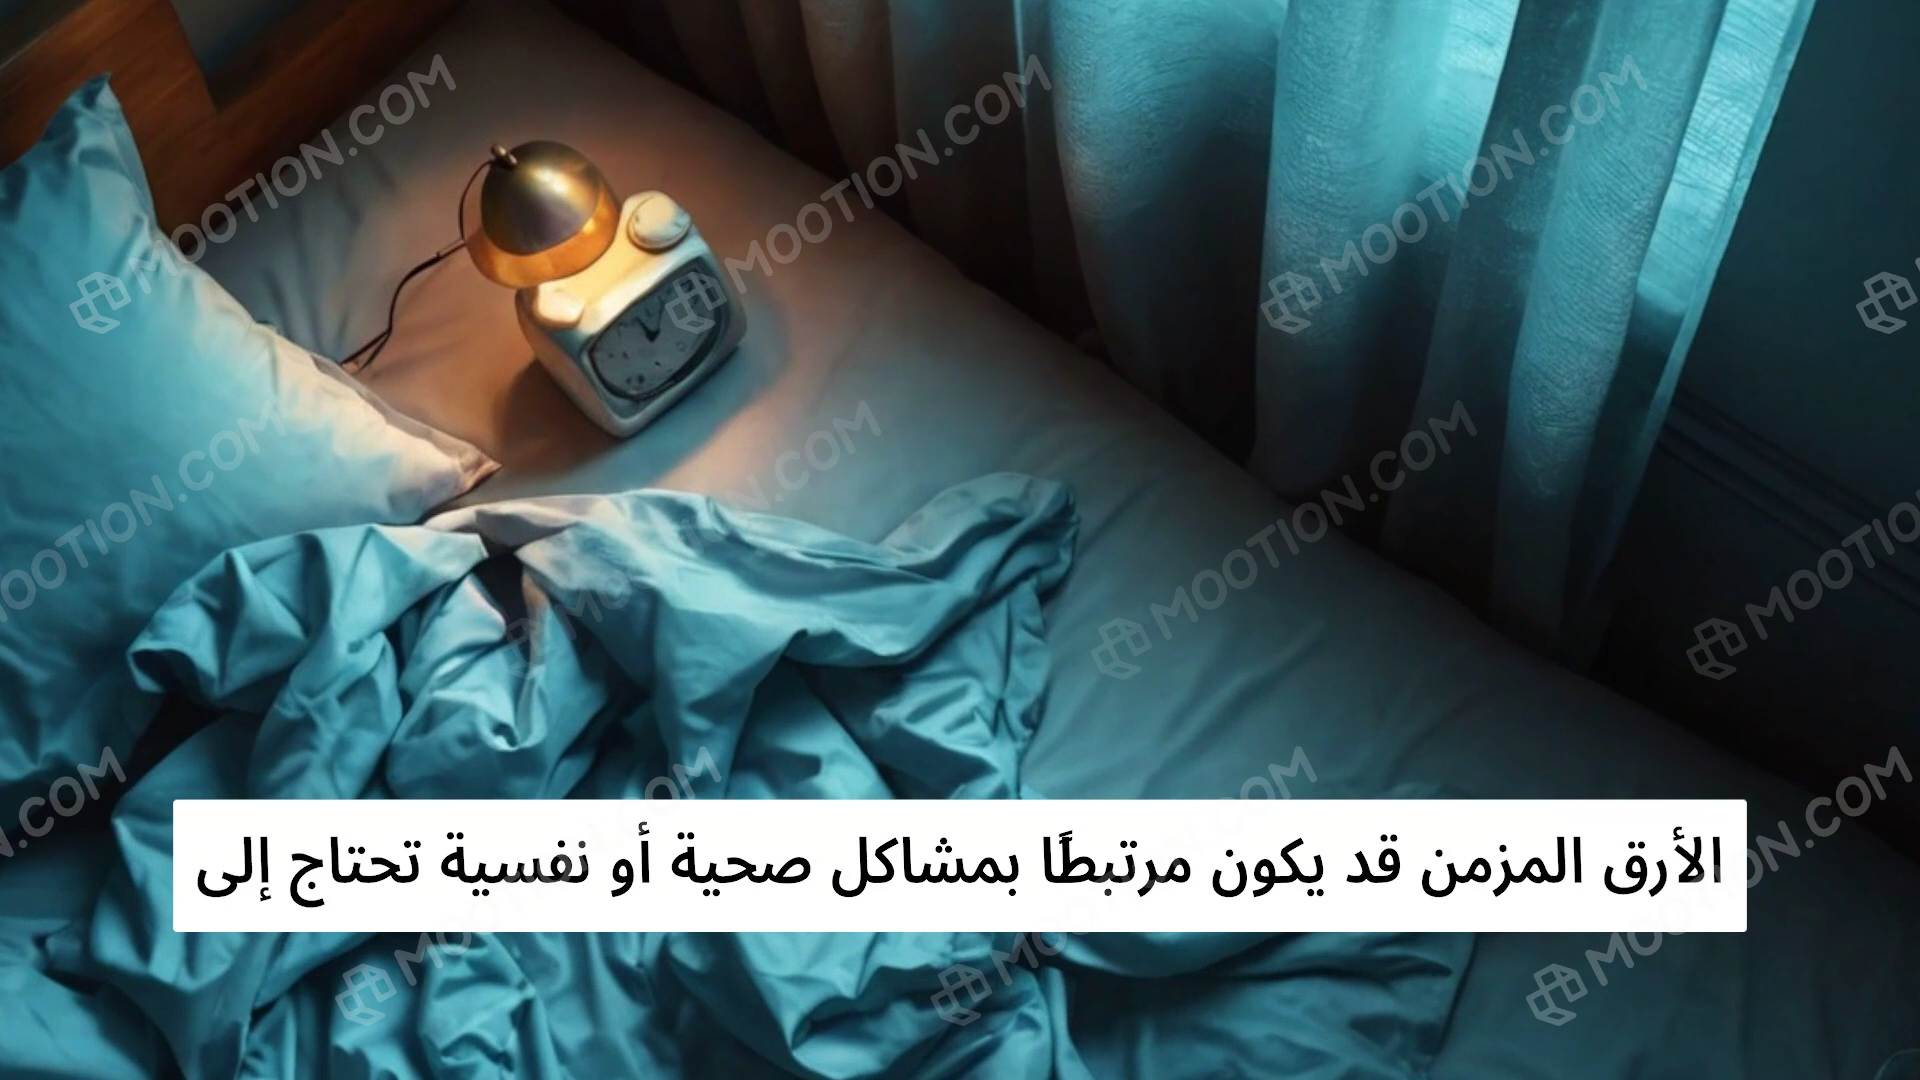 الأرق المزمن قد يكون مرتبطًا بمشاكل صحية أو نفسية تحتاج إلى
MOOTION.COM